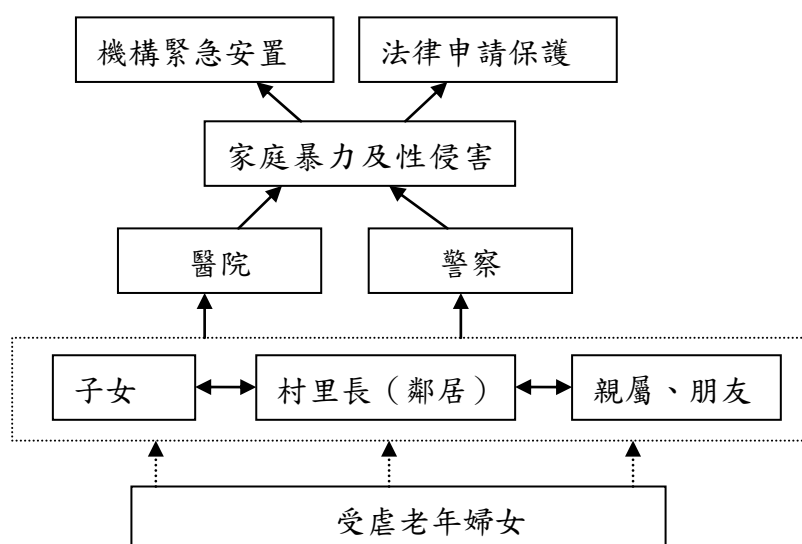 機構緊急安置
法律申請保護
家庭暴力及性侵害
醫院
警察
子女
村里長（鄰居）
親屬、朋友
受虐老年婦女